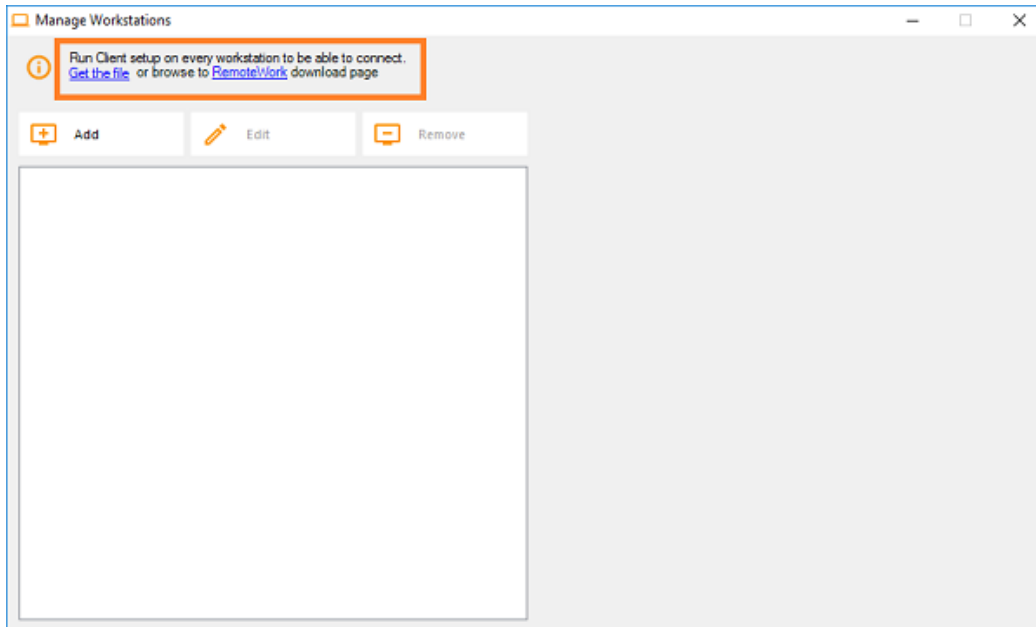 Manage Workstations
Run Client setup on every workstation to be able to connect.
Get the file or browse to RemoteWork download page
Add
Edit
Remove